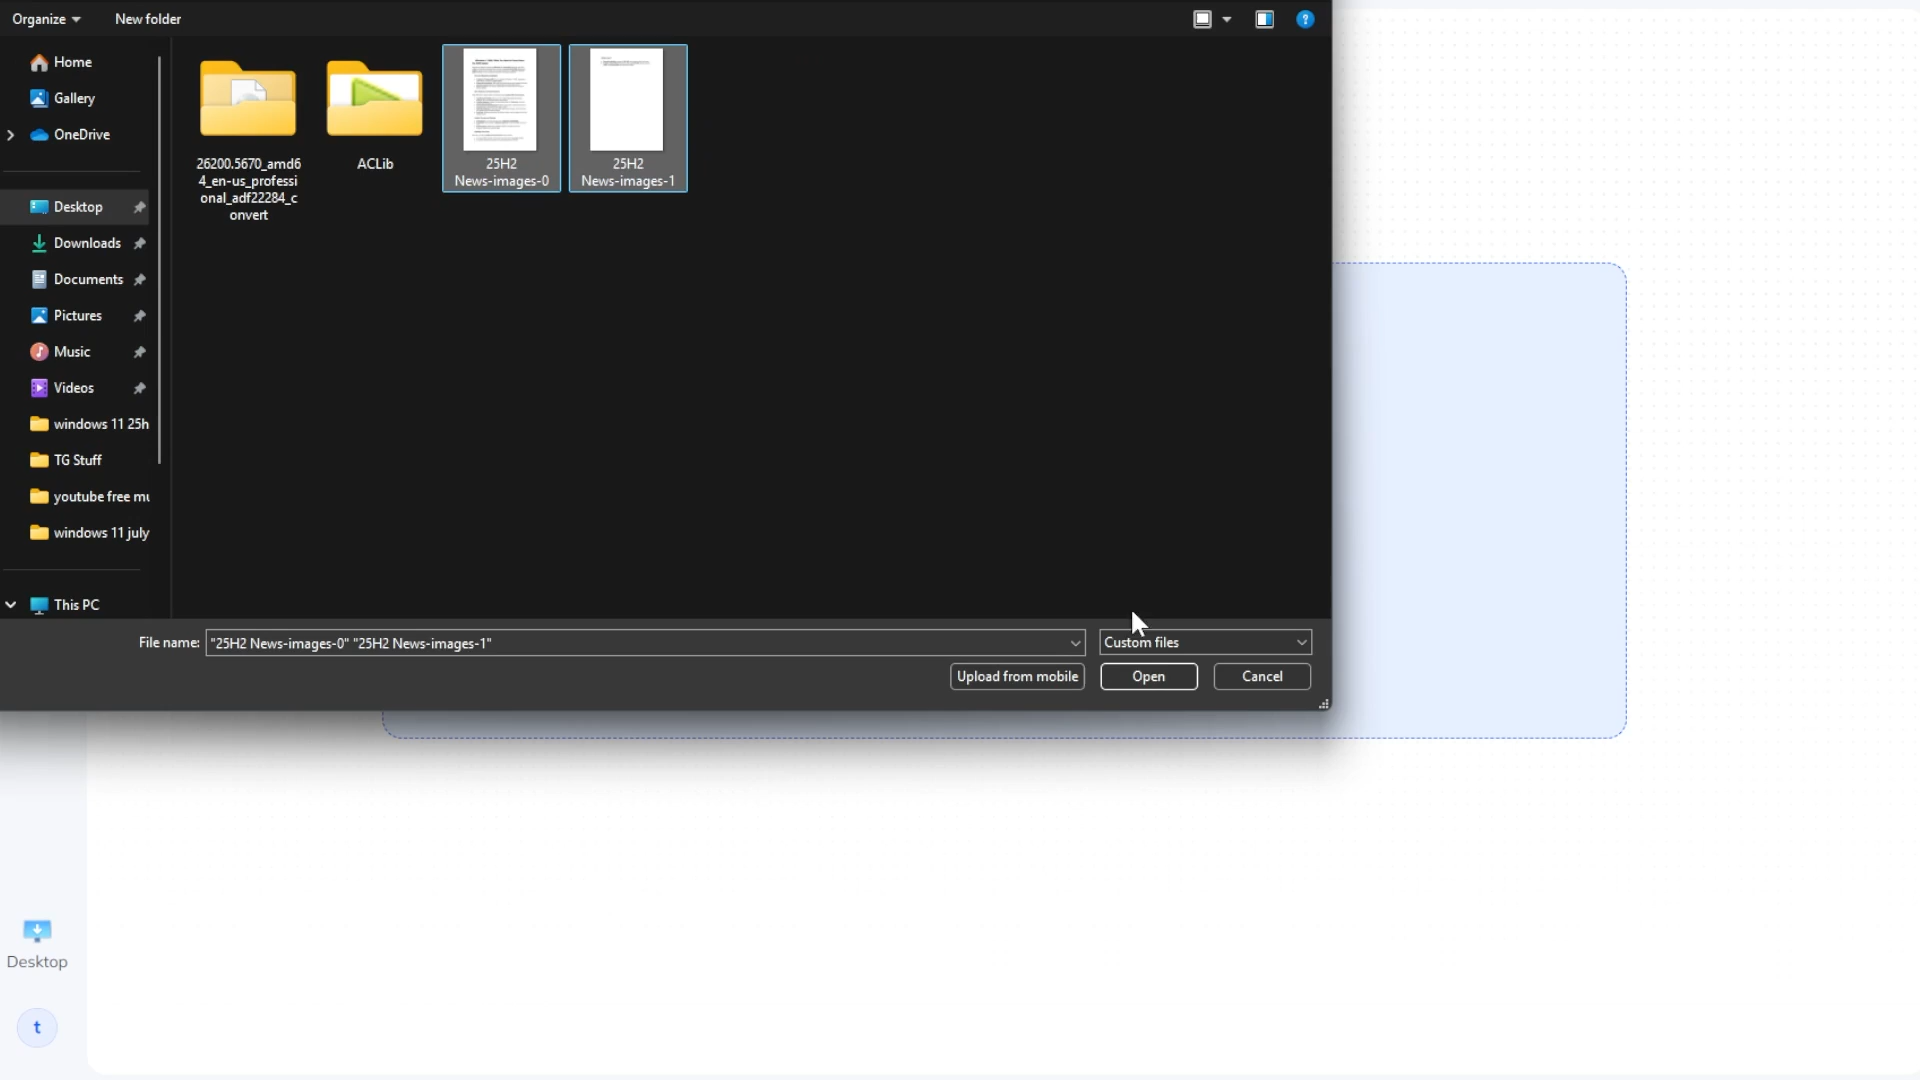 Organize
New folder
Home
Gallery
OneDrive
Desktop
Downloads
Documents
Pictures
Music
Videos
windows 11 25h
TG Stuff
youtube free mu
windows 11 july
This PC
26200.5670_amd6
4_en-us_professi
onal_adf22284_c
onvert
ACLib
25H2
News-images-0
25H2
News-images-1
File name:
"25H2 News-images-0" "25H2 News-images-1"
Custom files
Upload from mobile
Open
Cancel
Desktop
t